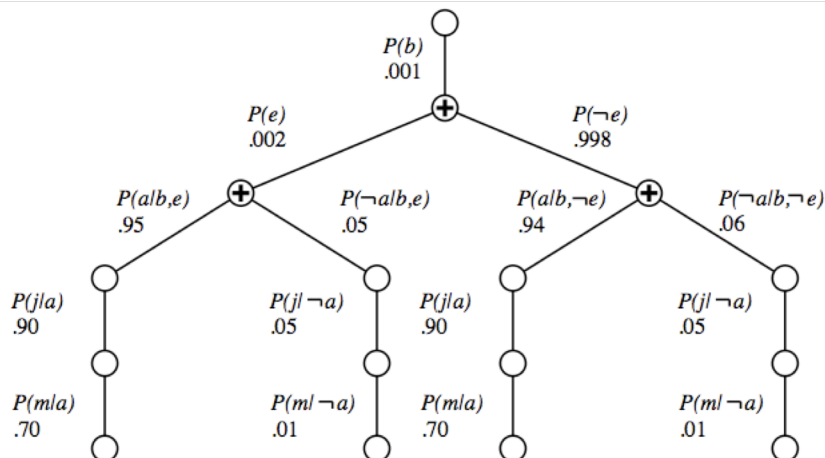 P(b)
.001
P(e)
.002
P(¬e)
.998
P(a|b,e)
.95
P(¬a|b,e)
.05
P(a|b,¬e)
.94
P(¬a|b,¬e)
.06
P(j|a)
.90
P(j|¬a)
.05
P(j|a)
.90
P(j|¬a)
.05
P(m|a)
.70
P(m|¬a)
.01
P(m|a)
.70
P(m|¬a)
.01